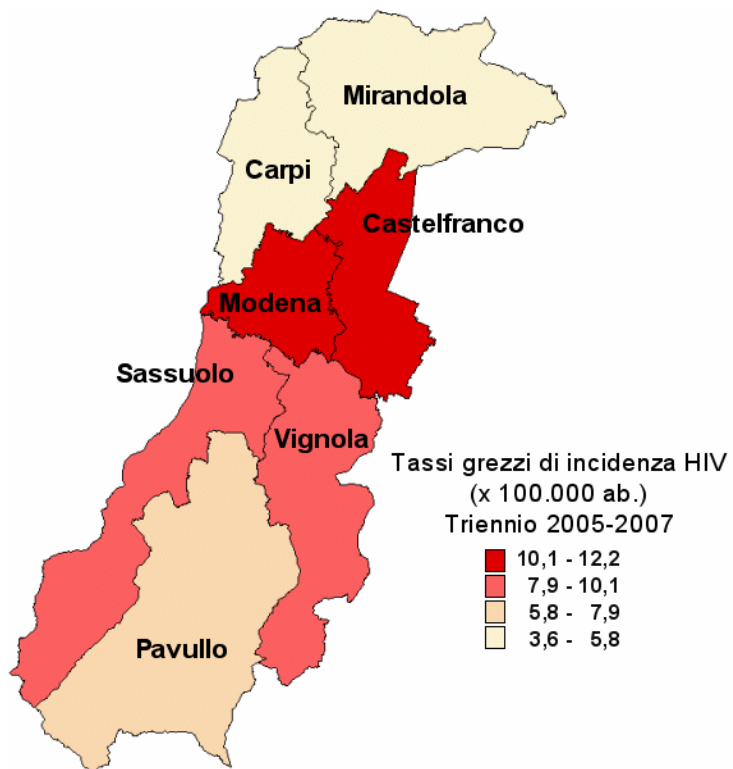 Mirandola
Carpi
Castelfranco
Modena
Sassuolo
Vignola
Pavullo
Tassi grezzi di incidenza HIV
(x 100.000 ab.)
Triennio 2005-2007
10,1 - 12,2
7,9 - 10,1
5,8 - 7,9
3,6 - 5,8